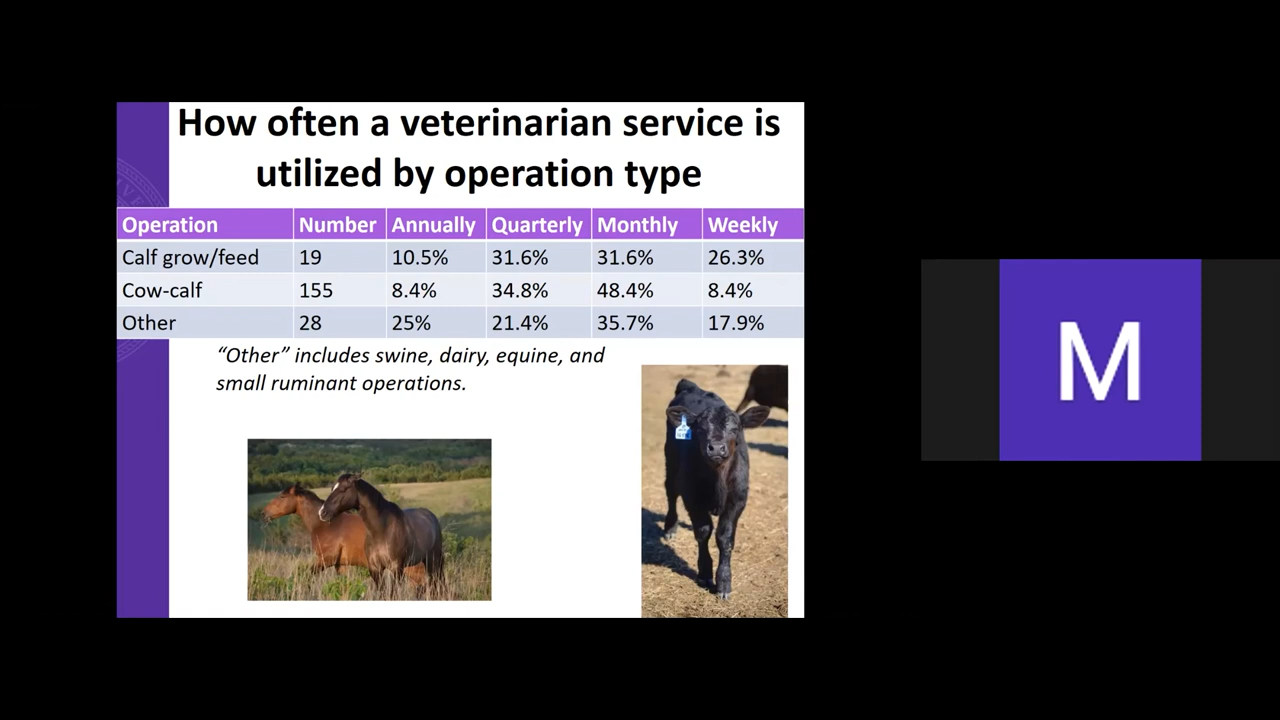 How often a veterinarian service is
utilized by operation type
Operation Number Annually Quarterly Monthly Weekly
Calf grow/feed 19 10.5% 31.6% 31.6% 26.3%
Cow-calf 155 8.4% 34.8% 48.4% 8.4%
Other 28 25% 21.4% 35.7% 17.9%
“Other” includes swine, dairy, equine, and
small ruminant operations.
M